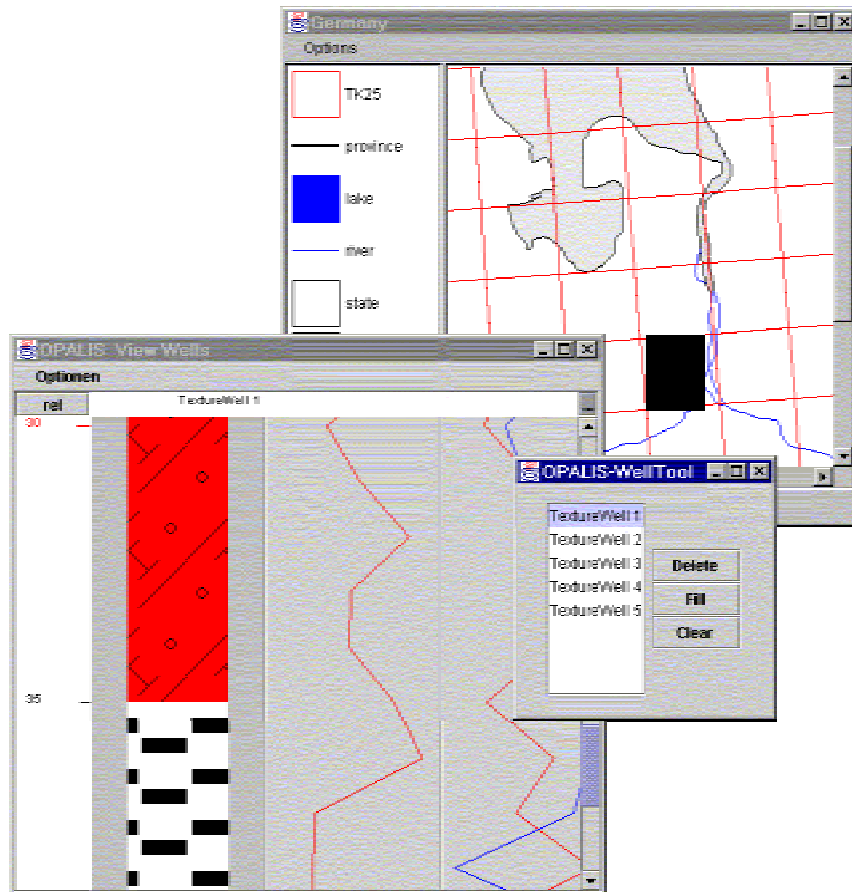 Germany
Options
TK25
province
lake
river
state
OPALIS: View Wells
Optionen
rel
TextureWell 1
30
35
OPALIS-WellTool
TextureWell 1
TextureWell 2
TextureWell 3
TextureWell 4
TextureWell 5
Delete
Fill
Clear